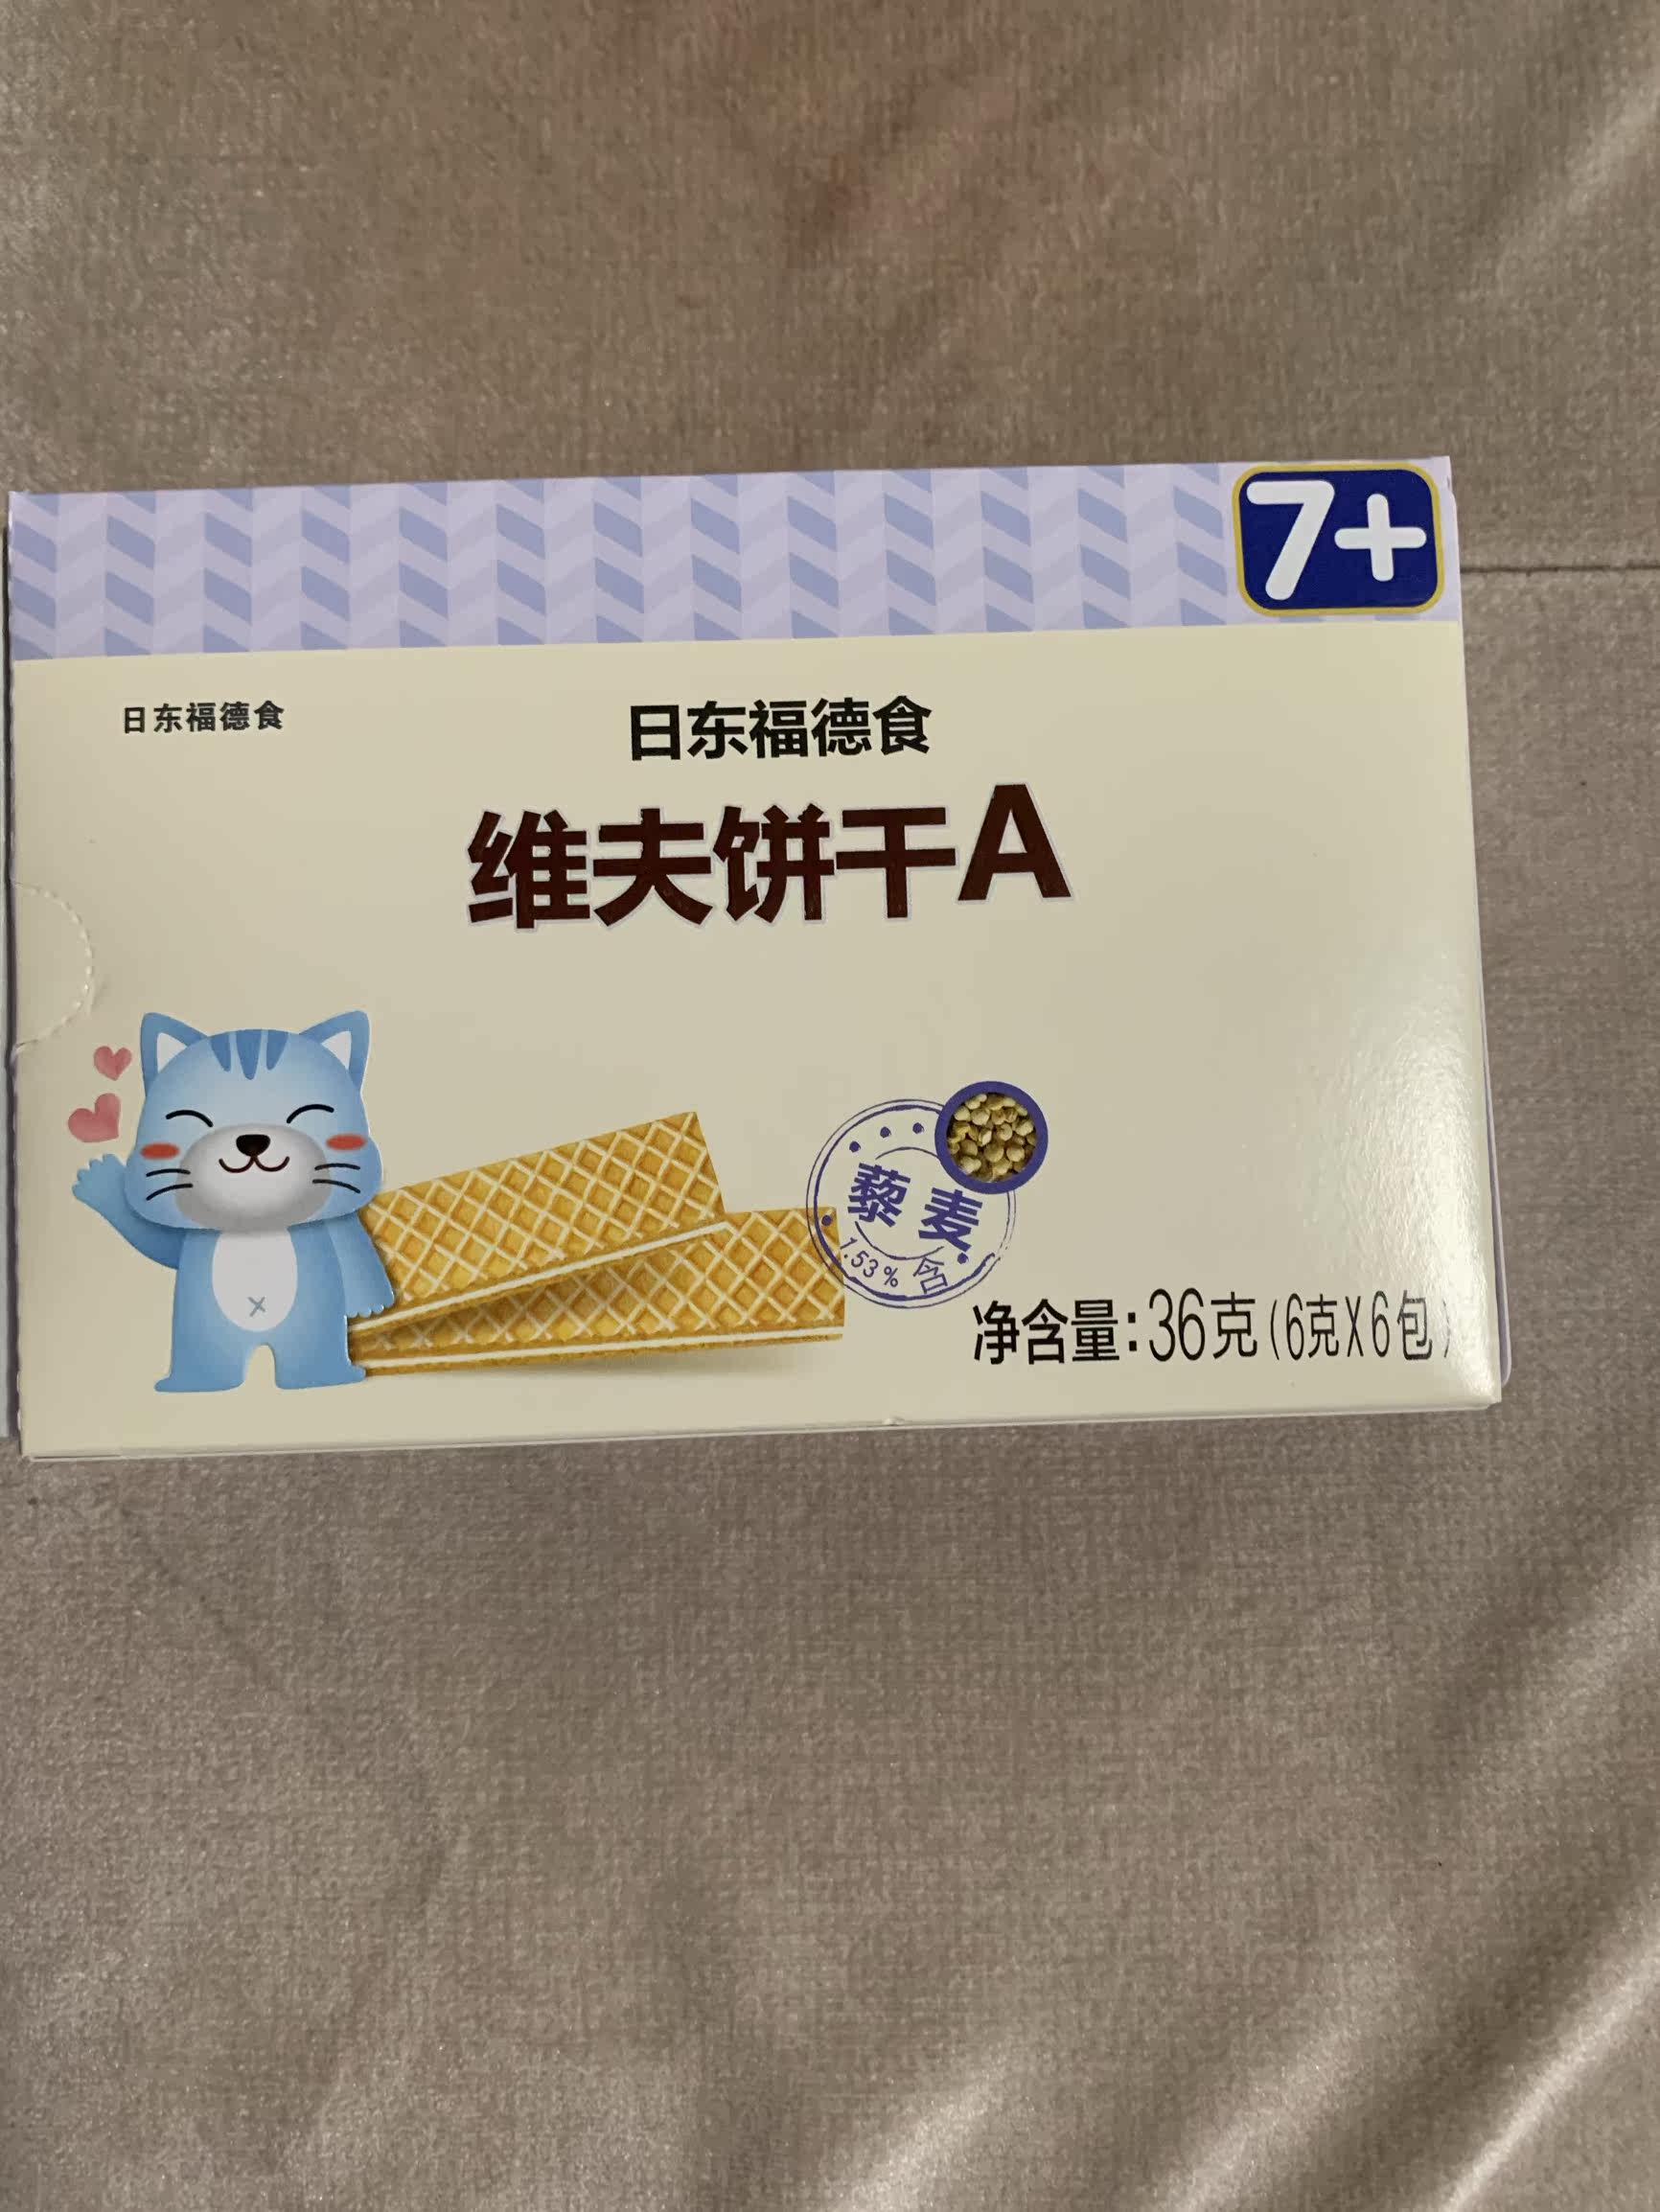 7+
日东福德食
日东福德食
维夫饼干A
藜麦
含
1.53%
净含量:36克(6克X6包)